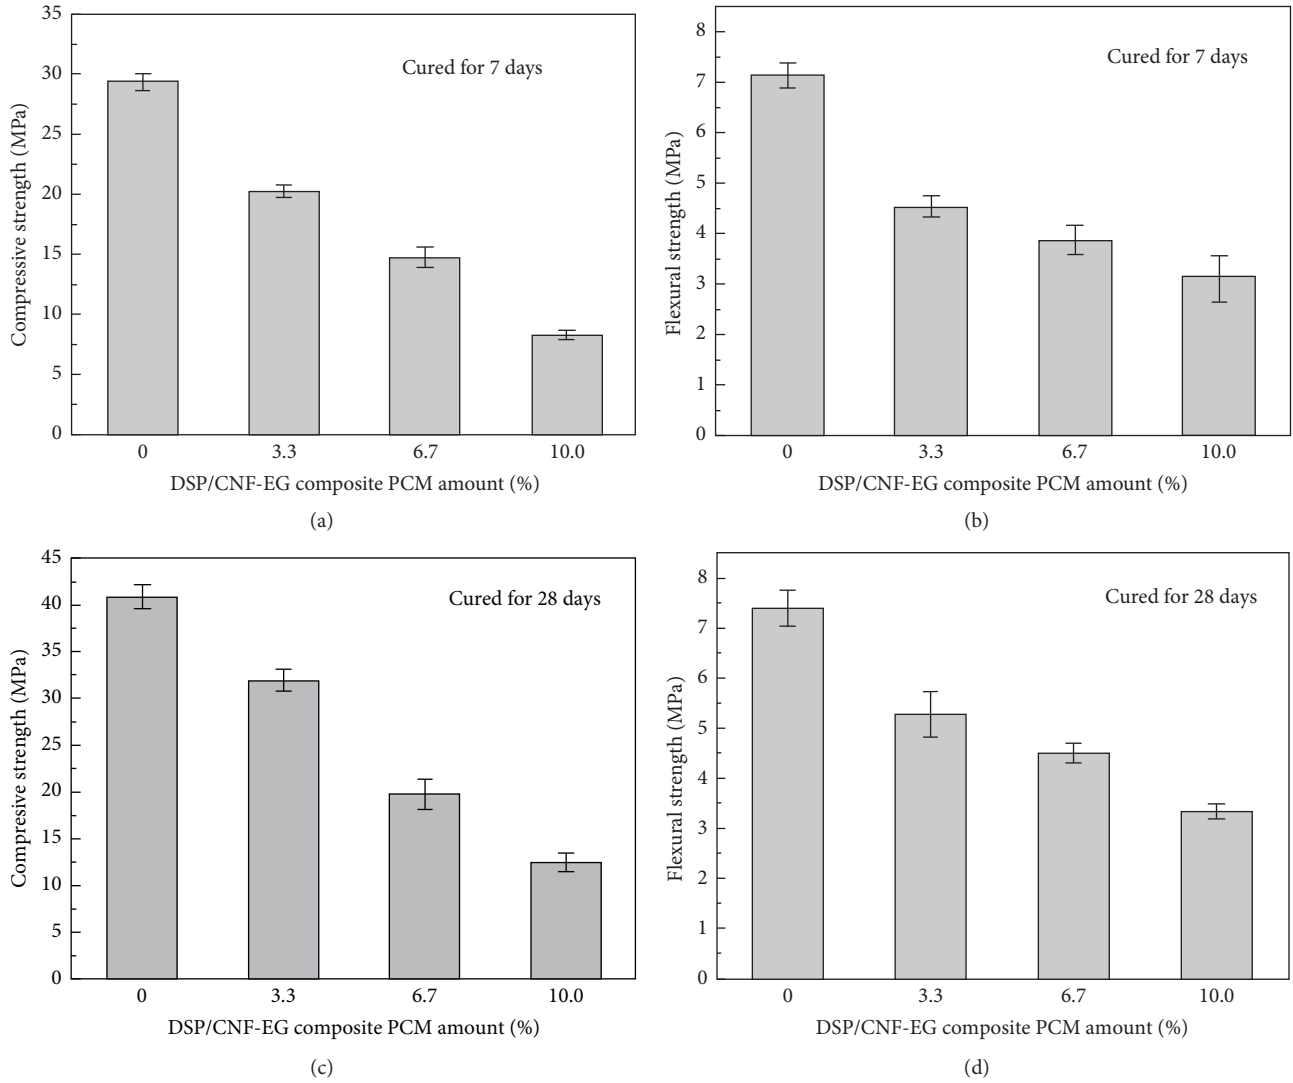 35
30
25
20
15
10
5
0
Compressive strength (MPa)
Cured for 7 days
0 3.3 6.7 10.0
DSP/CNF-EG composite PCM amount (%)
(a)
8
7
6
5
4
3
2
1
0
Flexural strength (MPa)
Cured for 7 days
0 3.3 6.7 10.0
DSP/CNF-EG composite PCM amount (%)
(b)
45
40
35
30
25
20
15
10
5
0
Compresive strength (MPa)
Cured for 28 days
0 3.3 6.7 10.0
DSP/CNF-EG composite PCM amount (%)
(c)
8
7
6
5
4
3
2
1
0
Flexural strength (MPa)
Cured for 28 days
0 3.3 6.7 10.0
DSP/CNF-EG composite PCM amount (%)
(d)